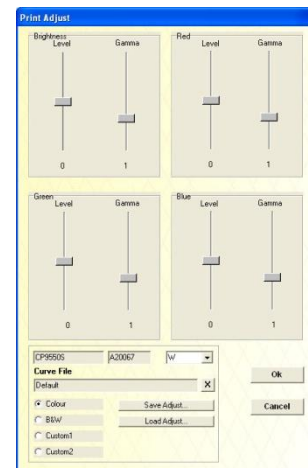 Print Adjust
Brightness
Level Gamma
0 1
Red
Level Gamma
0 1
Green
Level Gamma
0 1
Blue
Level Gamma
0 1
CP9550S A20067 W
Curve File
Default X
Colour
B&W
Custom1
Custom2
Save Adjust...
Load Adjust...
Ok
Cancel